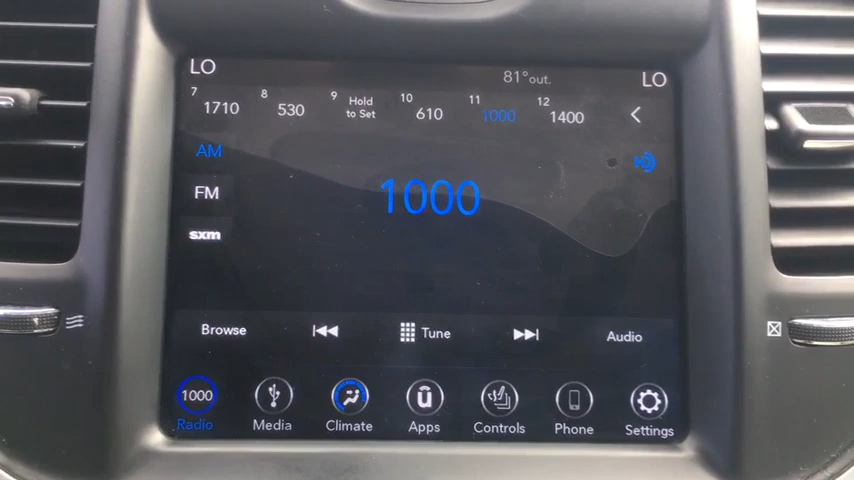 LO
81°out.
LO
7 1710
8 530
9 Hold
to Set
10 610
11 1000
12 1400
AM
1000
FM
sxm
Browse
Tune
Audio
1000
Radio
Media
Climate
Apps
Controls
Phone
Settings